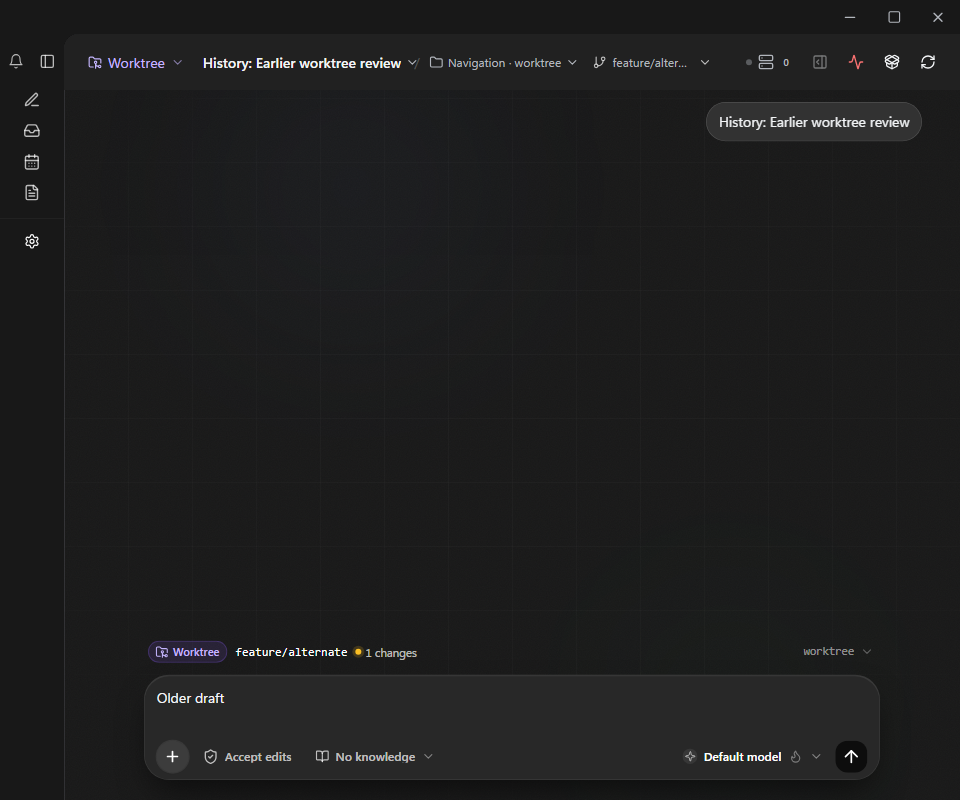 Worktree History: Earlier worktree review / Navigation · worktree feature/alter... 0
History: Earlier worktree review
Worktree feature/alternate 1 changes worktree
Older draft
Accept edits No knowledge Default model